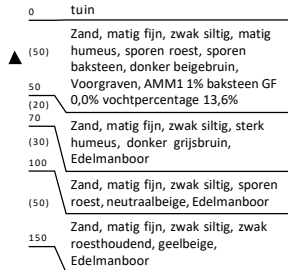 0 tuin
Zand, matig fijn, zwak siltig, matig
(50) humeus, sporen roest, sporen
baksteen, donker beigebruin,
Voorgraven, AMM1 1% baksteen GF
50 0,0% vochtpercentage 13,6%
(20)
70 Zand, matig fijn, zwak siltig, sterk
(30) humeus, donker grijsbruin,
Edelmanboor
100
Zand, matig fijn, zwak siltig, sporen
(50) roest, neutraalbeige, Edelmanboor
Zand, matig fijn, zwak siltig, zwak
150 roesthoudend, geelbeige,
Edelmanboor